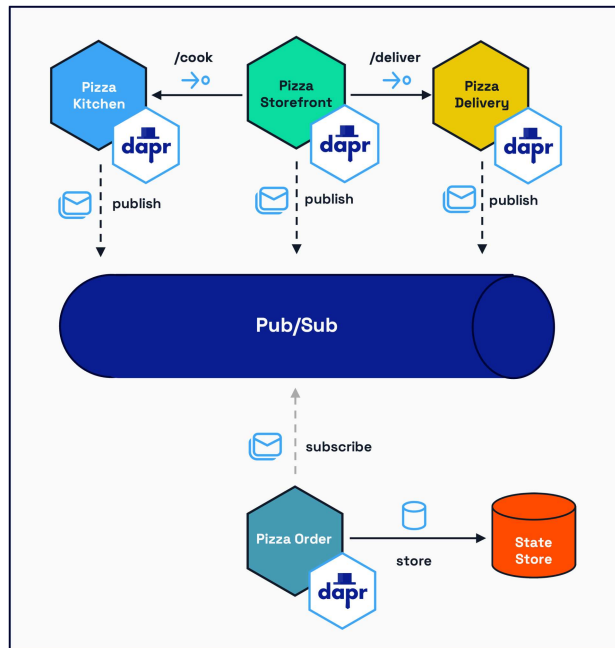 /cook
/deliver
Pizza
Kitchen
Pizza
Storefront
Pizza
Delivery
dapr
dapr
dapr
publish
publish
publish
Pub/Sub
subscribe
Pizza Order
store
State
Store
dapr